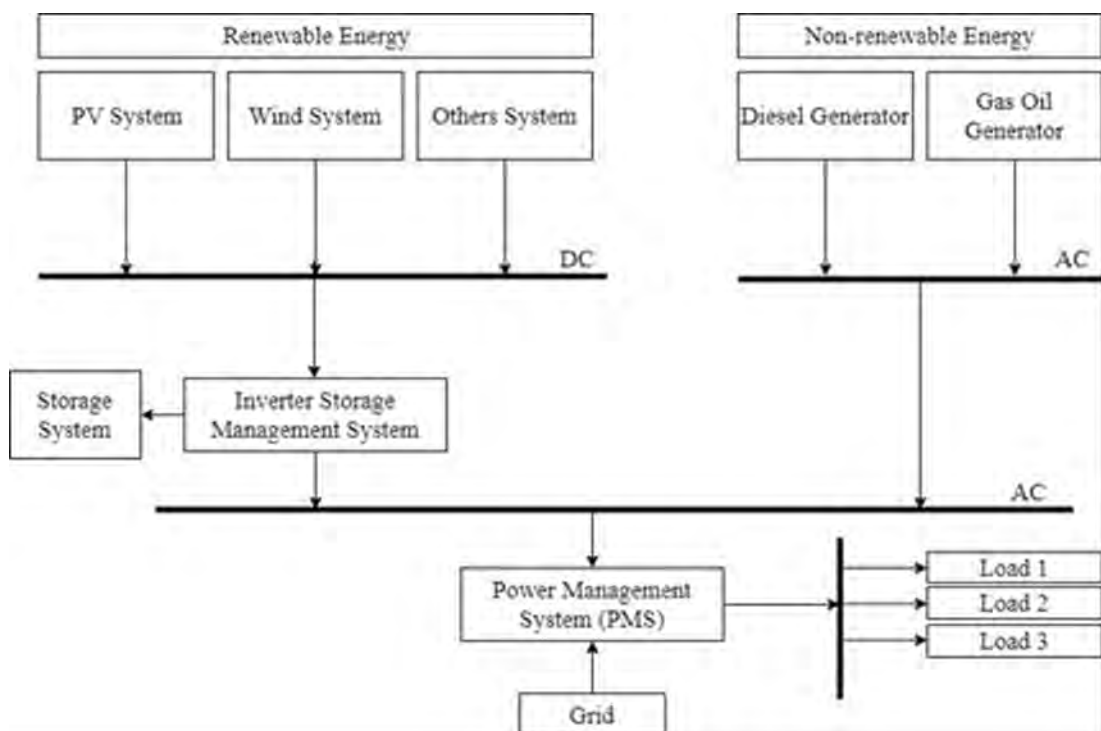 Renewable Energy
Non-renewable Energy
PV System
Wind System
Others System
Diesel Generator
Gas Oil
Generator
DC
AC
Storage
System
Inverter Storage
Management System
AC
Power Management
System (PMS)
Load 1
Load 2
Load 3
Grid